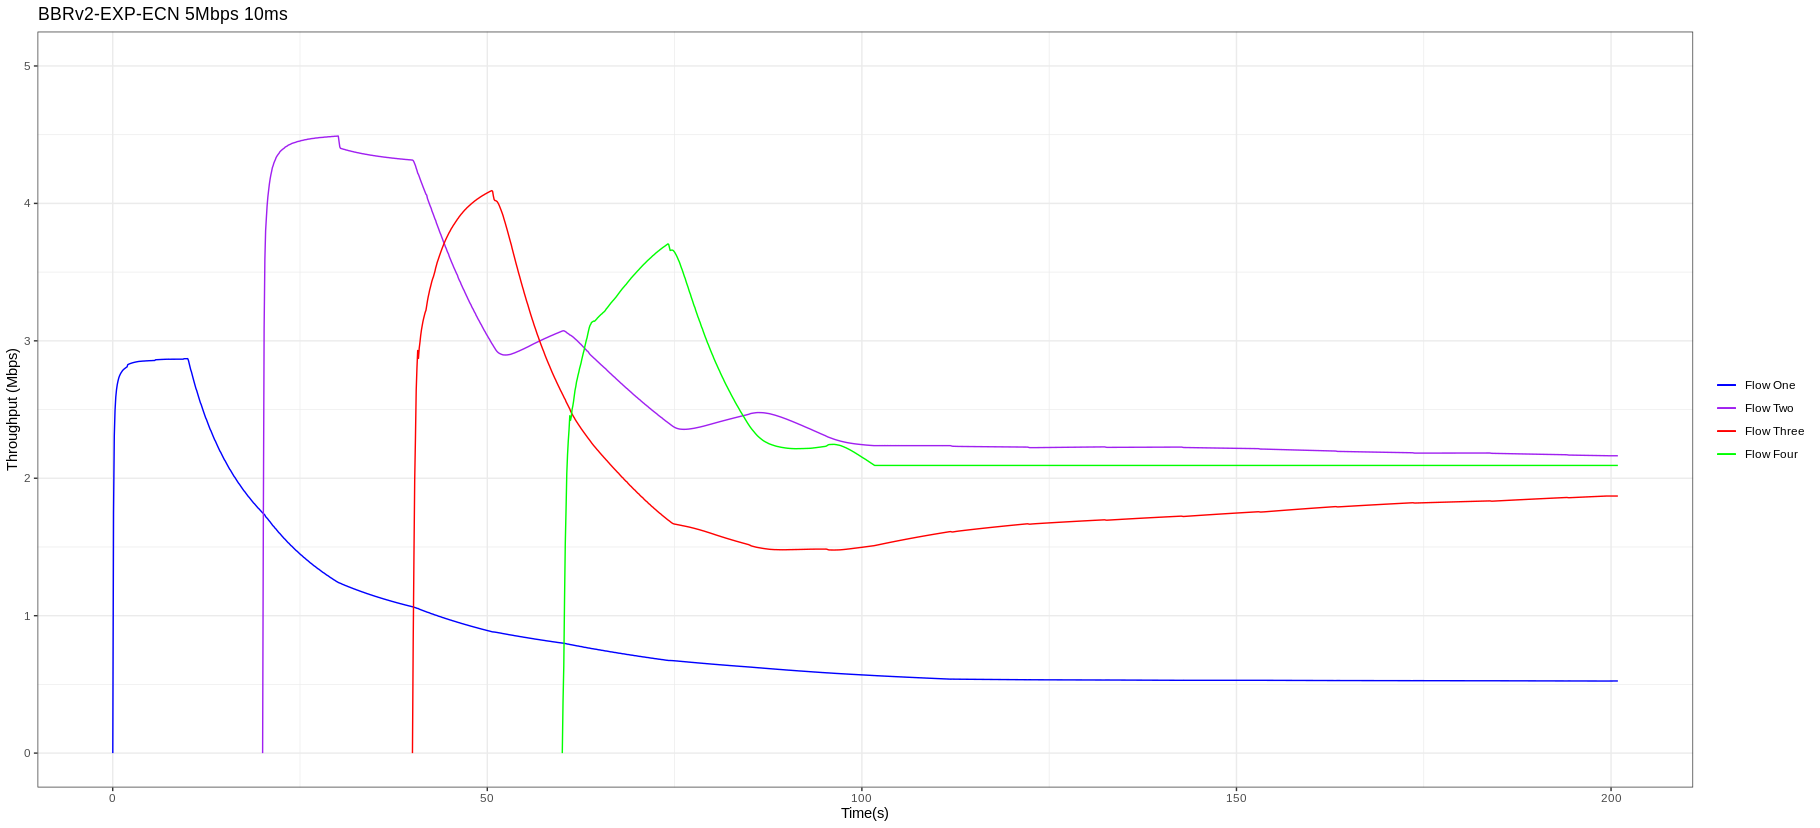 BBRv2-EXP-ECN 5Mbps 10ms
Throughput (Mbps)
5
4
3
2
1
0
0 50 100 150 200
Time(s)
Flow One
Flow Two
Flow Three
Flow Four